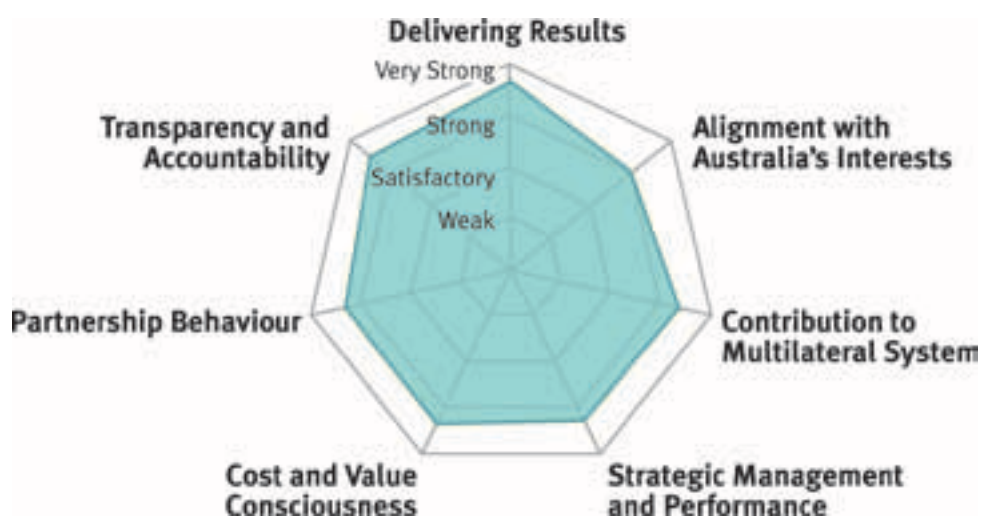 Delivering Results
Very Strong
Strong
Satisfactory
Weak
Alignment with
Australia's Interests
Contribution to
Multilateral System
Strategic Management
and Performance
Cost and Value
Consciousness
Partnership Behaviour
Transparency and
Accountability